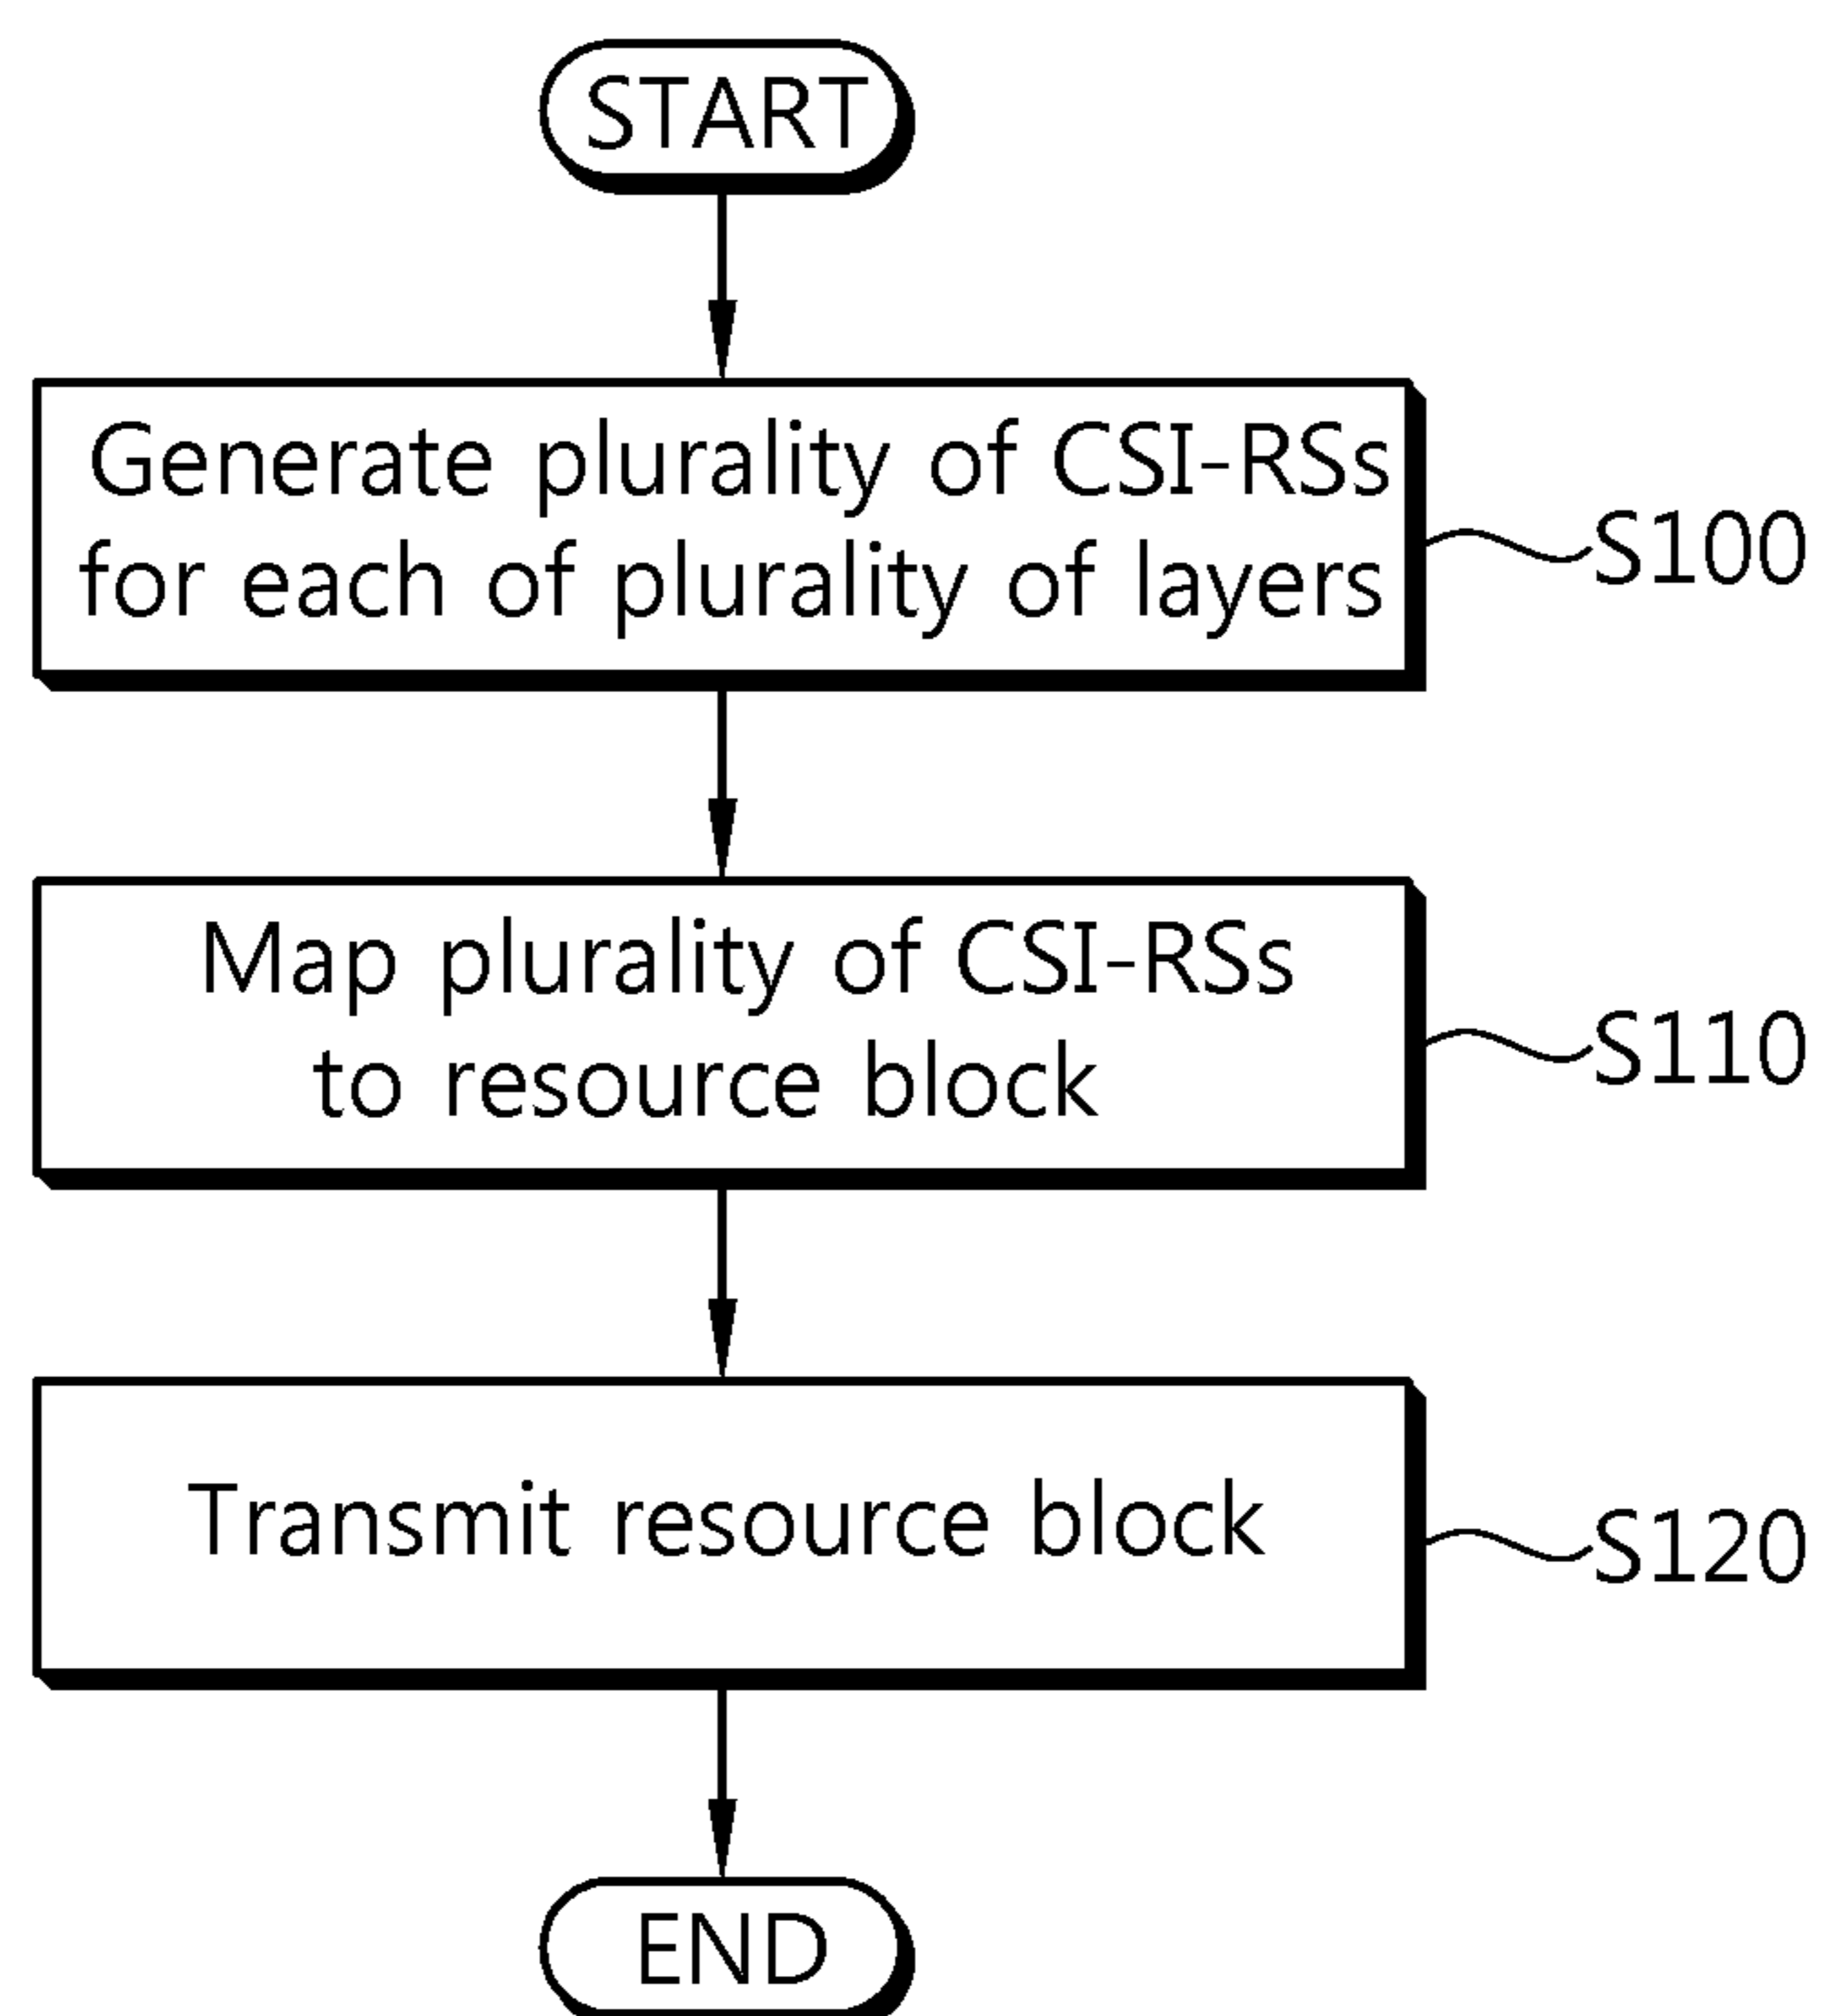 START
Generate plurality of CSI-RSs
for each of plurality of layers
S100
Map plurality of CSI-RSs
to resource block
S110
Transmit resource block
S120
END